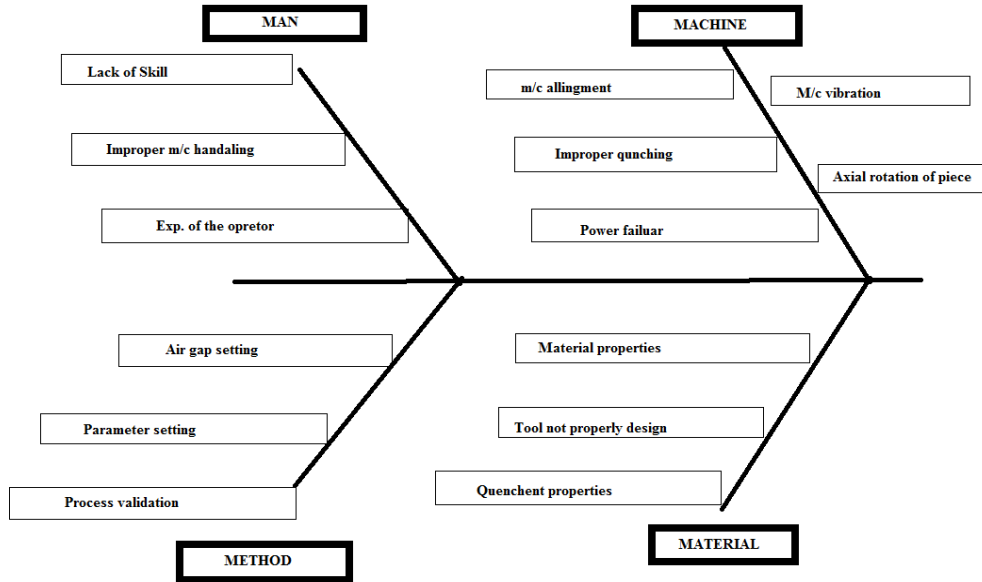 MAN
MACHINE
Lack of Skill
m/c allingment
M/c vibration
Improper m/c handaling
Improper qunching
Axial rotation of piece
Exp. of the opretor
Power failuar
Air gap setting
Material properties
Parameter setting
Tool not properly design
Process validation
Quenchent properties
METHOD
MATERIAL